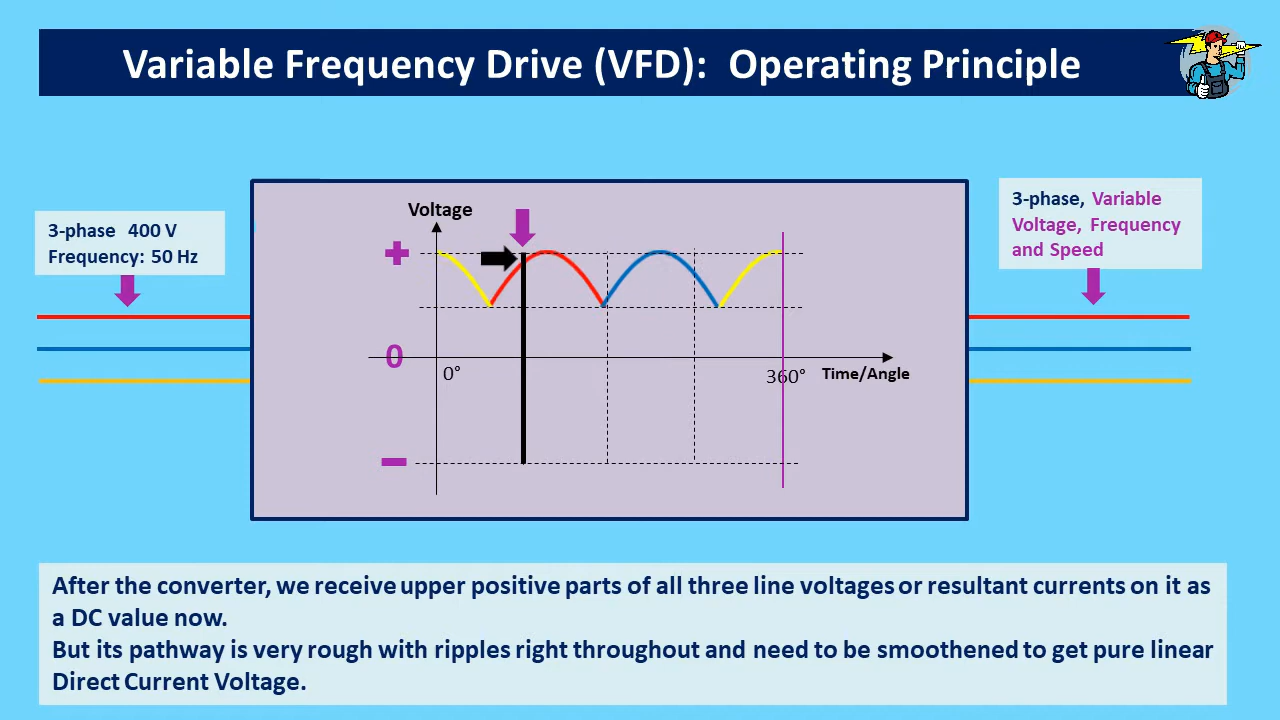 Variable Frequency Drive (VFD):  Operating Principle
3-phase  400 V
Frequency: 50 Hz
3-phase, Variable
Voltage, Frequency
and Speed
Voltage
+
0
0°
360°
Time/Angle
−
After the converter, we receive upper positive parts of all three line voltages or resultant currents on it as
a DC value now.
But its pathway is very rough with ripples right throughout and need to be smoothened to get pure linear
Direct Current Voltage.